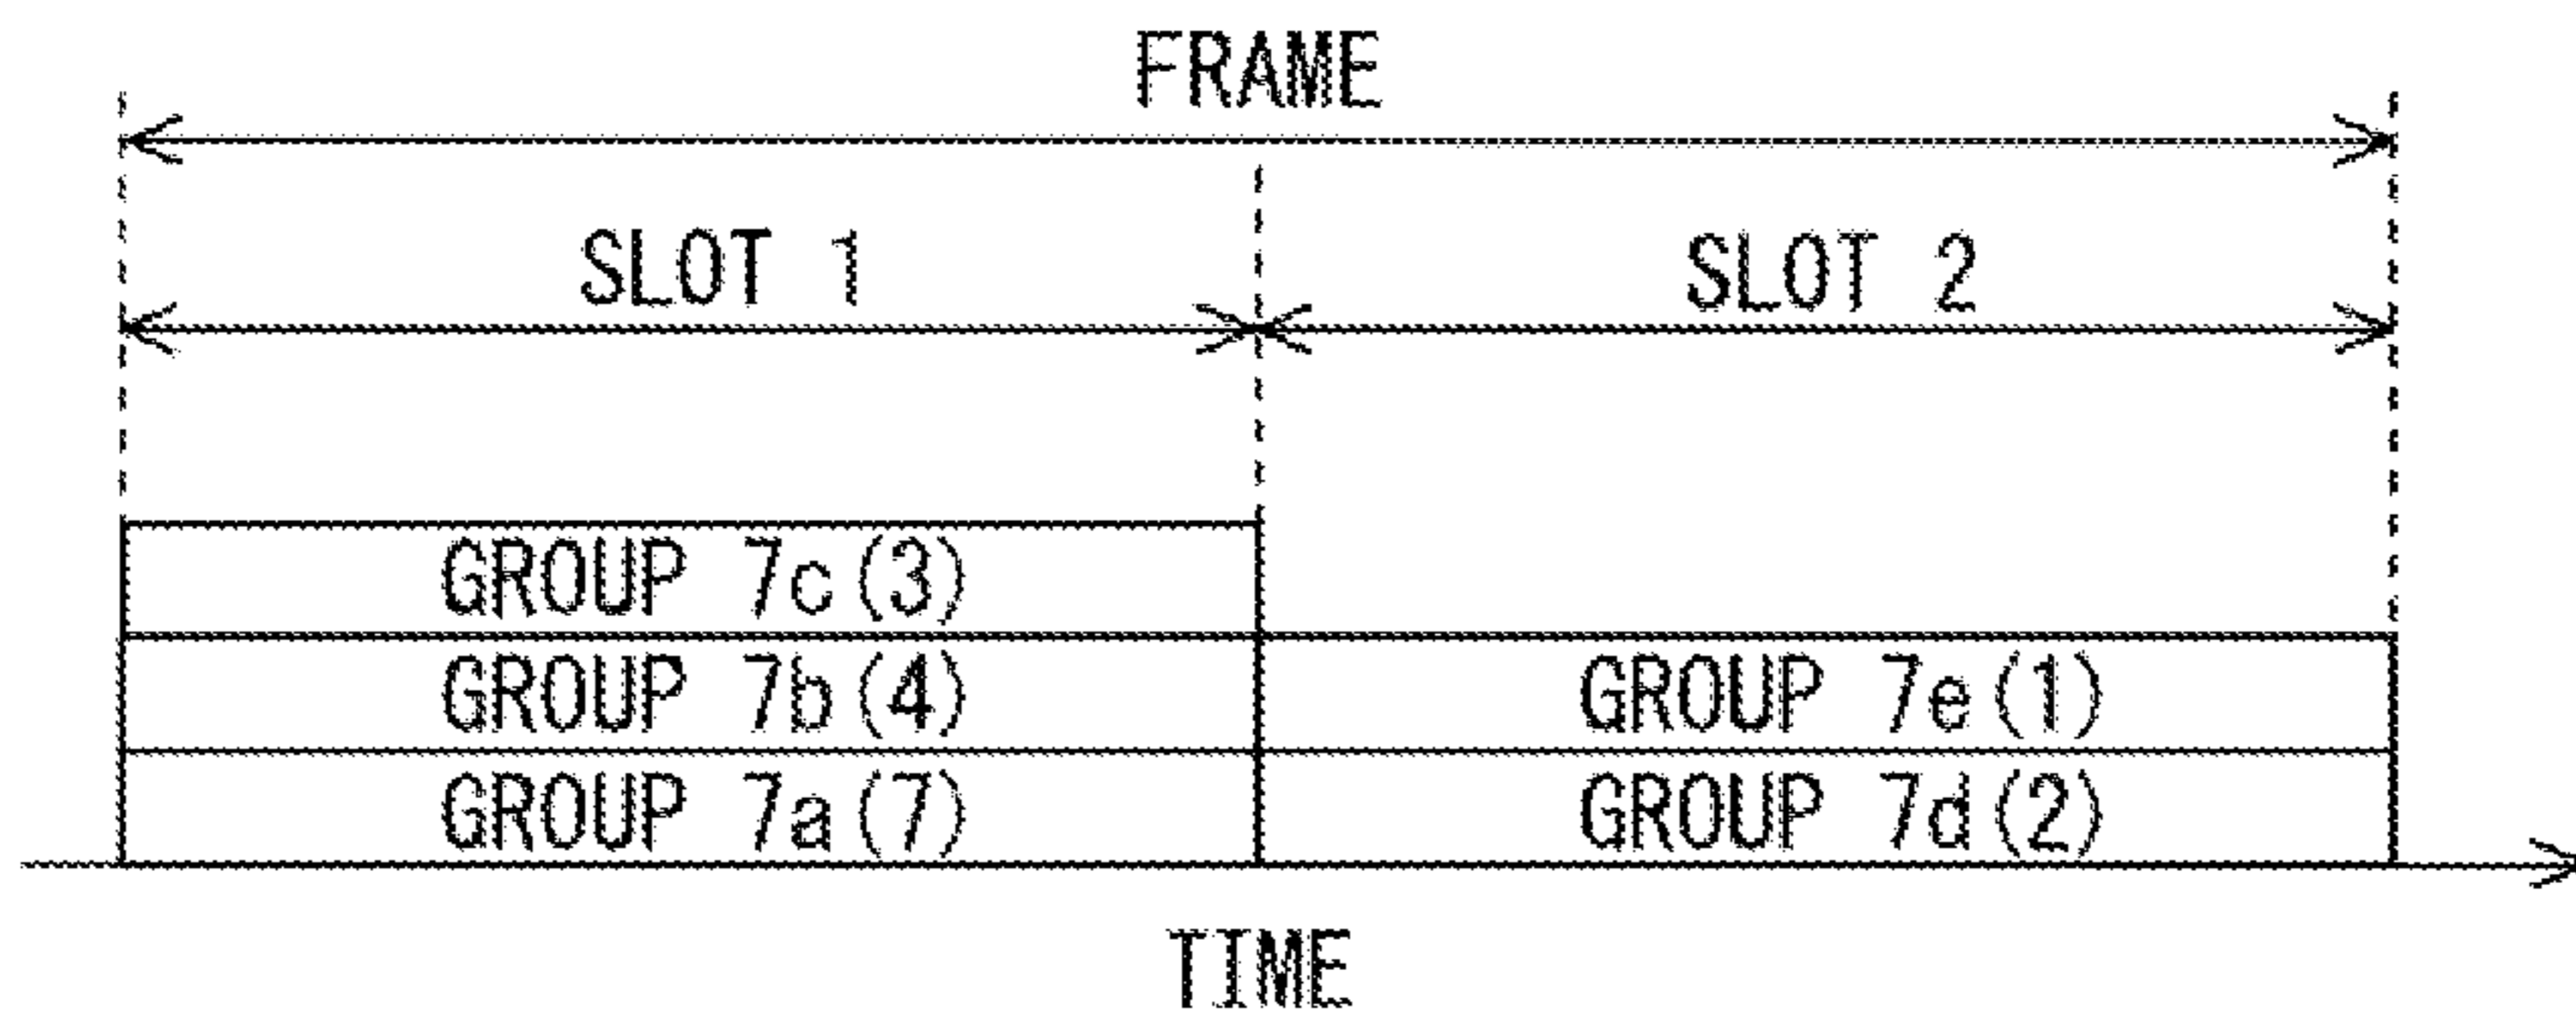 FRAME
SLOT 1
SLOT 2
GROUP 7c(3)
GROUP 7b(4)
GROUP 7e(1)
GROUP 7a(7)
GROUP 7d(2)
TIME